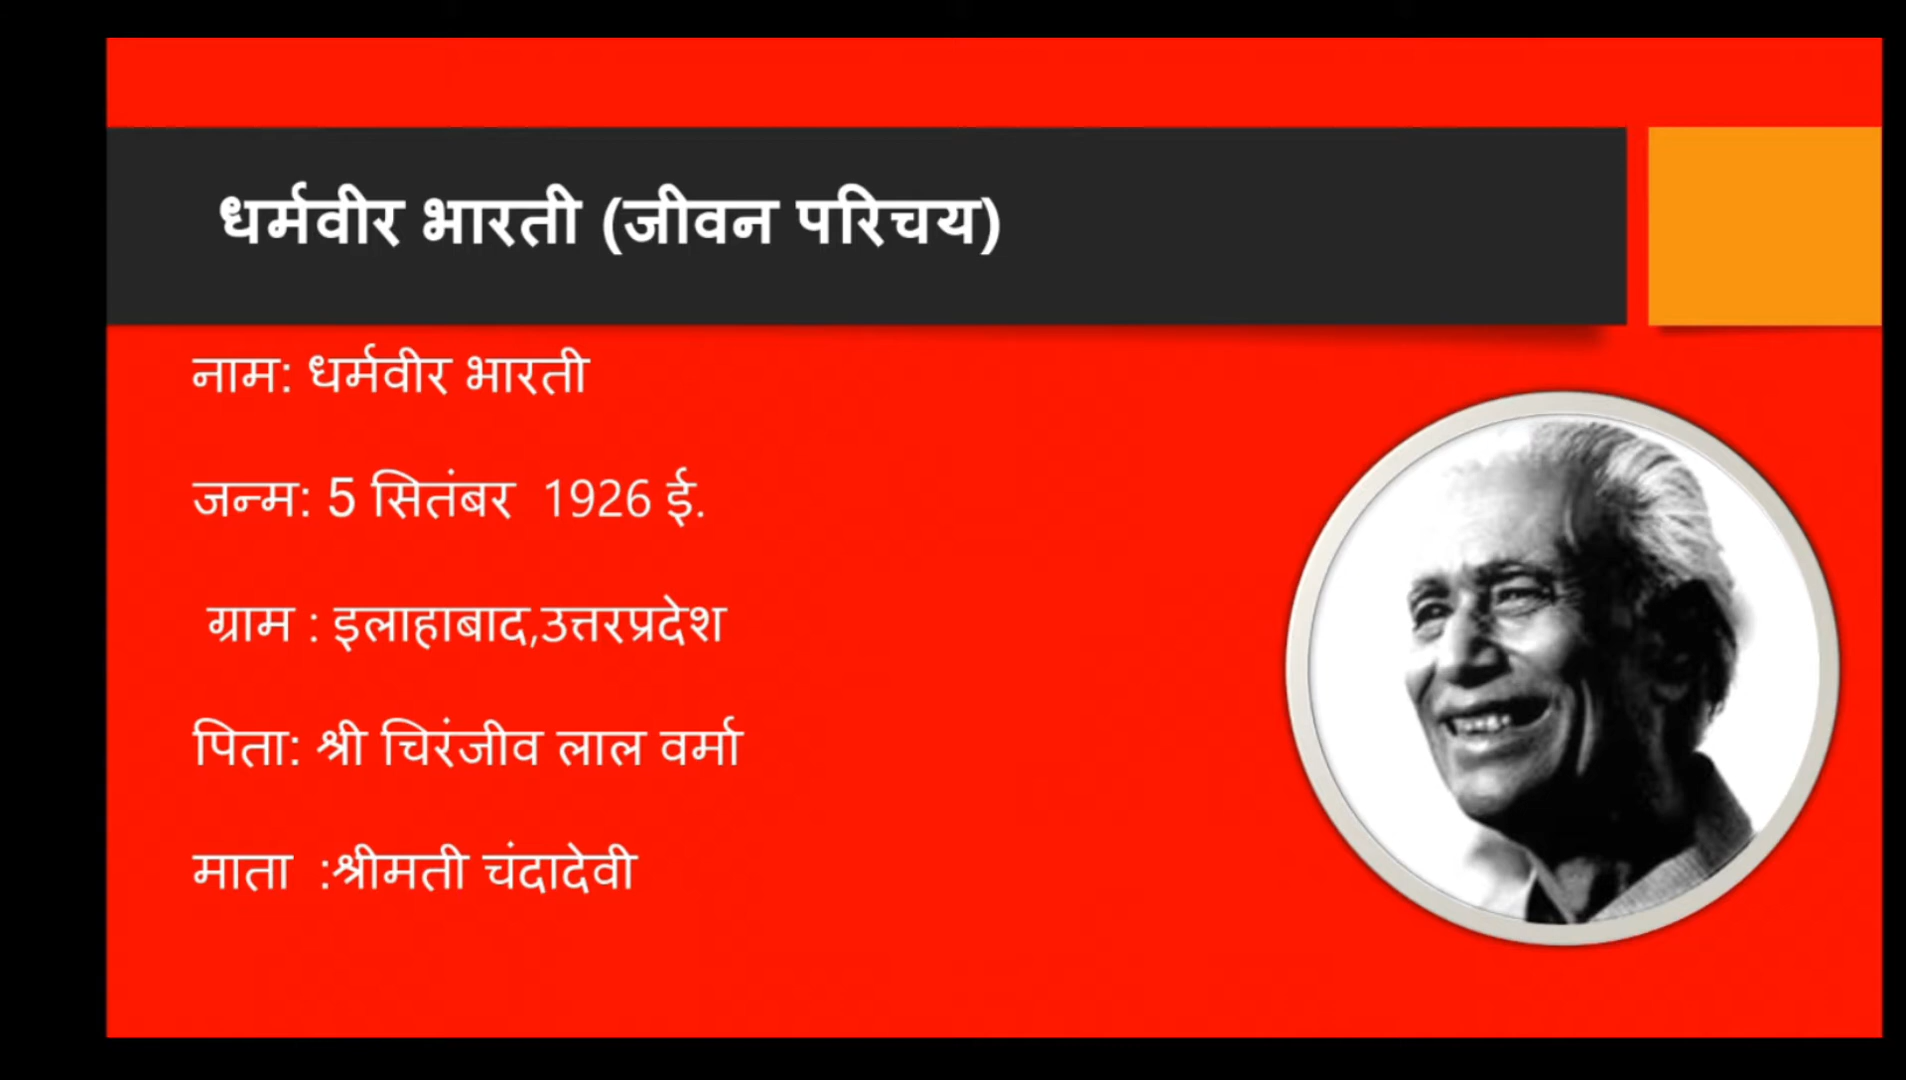 धर्मवीर भारती (जीवन परिचय)
नाम: धर्मवीर भारती
जन्म: 5 सितंबर 1926 ई.
ग्राम : इलाहाबाद,उत्तरप्रदेश
पिता: श्री चिरंजीव लाल वर्मा
माता :श्रीमती चंदादेवी